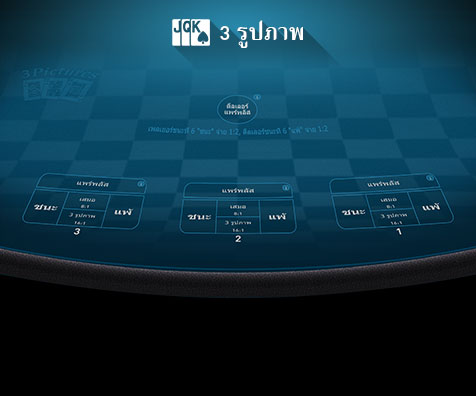 JQK 3 รูปภาพ
3 Pictures
ดีลเลอร์
แพร์พลัส
แพร์พลัส
ชนะ
เสมอ
8:1
3 รูปภาพ
16:1
แพ้
3
แพร์พลัส
ชนะ
เสมอ
8:1
3 รูปภาพ
16:1
แพ้
2
แพร์พลัส
ชนะ
เสมอ
8:1
3 รูปภาพ
16:1
แพ้
1